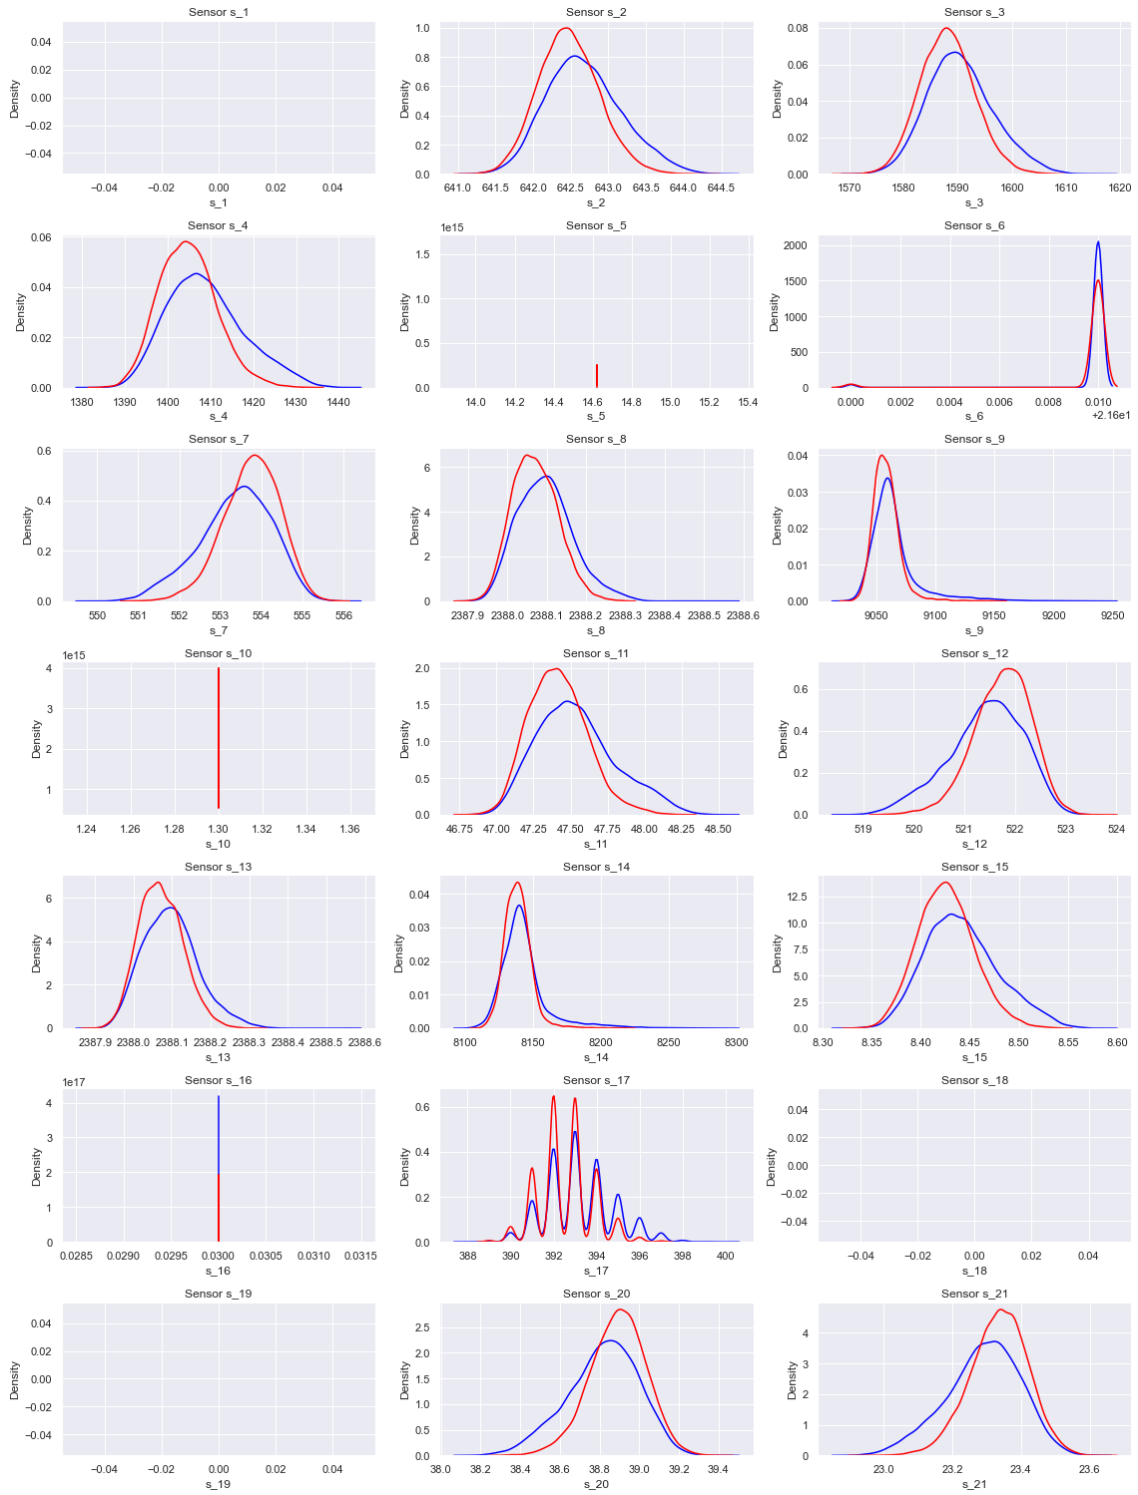 Sensor s_1
Density
0.04
0.02
0.00
−0.02
−0.04
−0.04 −0.02 0.00 0.02 0.04
s_1
Sensor s_2
Density
1.0
0.8
0.6
0.4
0.2
0.0
641.0 641.5 642.0 642.5 643.0 643.5 644.0 644.5
s_2
Sensor s_3
Density
0.08
0.06
0.04
0.02
0.00
1570 1580 1590 1600 1610 1620
s_3
Sensor s_4
Density
0.06
0.04
0.02
0.00
1380 1390 1400 1410 1420 1430 1440
s_4
Sensor s_5
1e15
Density
1.5
1.0
0.5
0.0
14.0 14.2 14.4 14.6 14.8 15.0 15.2 15.4
s_5
Sensor s_6
Density
2000
1500
1000
500
0
0.000 0.002 0.004 0.006 0.008 0.010
+2.16e1
s_6
Sensor s_7
Density
0.6
0.4
0.2
0.0
550 551 552 553 554 555 556
s_7
Sensor s_8
Density
6
4
2
0
2387.9 2388.0 2388.1 2388.2 2388.3 2388.4 2388.5 2388.6
s_8
Sensor s_9
Density
0.04
0.03
0.02
0.01
0.00
9050 9100 9150 9200 9250
s_9
Sensor s_10
1e15
Density
4
3
2
1
1.24 1.26 1.28 1.30 1.32 1.34 1.36
s_10
Sensor s_11
Density
2.0
1.5
1.0
0.5
0.0
46.75 47.00 47.25 47.50 47.75 48.00 48.25 48.50
s_11
Sensor s_12
Density
0.6
0.4
0.2
0.0
519 520 521 522 523 524
s_12
Sensor s_13
Density
6
4
2
0
2387.9 2388.0 2388.1 2388.2 2388.3 2388.4 2388.5 2388.6
s_13
Sensor s_14
Density
0.04
0.03
0.02
0.01
0.00
8100 8150 8200 8250 8300
s_14
Sensor s_15
Density
12.5
10.0
7.5
5.0
2.5
0.0
8.30 8.35 8.40 8.45 8.50 8.55 8.60
s_15
Sensor s_16
1e17
Density
4
3
2
1
0
0.0285 0.0290 0.0295 0.0300 0.0305 0.0310 0.0315
s_16
Sensor s_17
Density
0.6
0.4
0.2
0.0
388 390 392 394 396 398 400
s_17
Sensor s_18
Density
0.04
0.02
0.00
−0.02
−0.04
−0.04 −0.02 0.00 0.02 0.04
s_18
Sensor s_19
Density
0.04
0.02
0.00
−0.02
−0.04
−0.04 −0.02 0.00 0.02 0.04
s_19
Sensor s_20
Density
2.5
2.0
1.5
1.0
0.5
0.0
38.0 38.2 38.4 38.6 38.8 39.0 39.2 39.4
s_20
Sensor s_21
Density
4
3
2
1
0
23.0 23.2 23.4 23.6
s_21